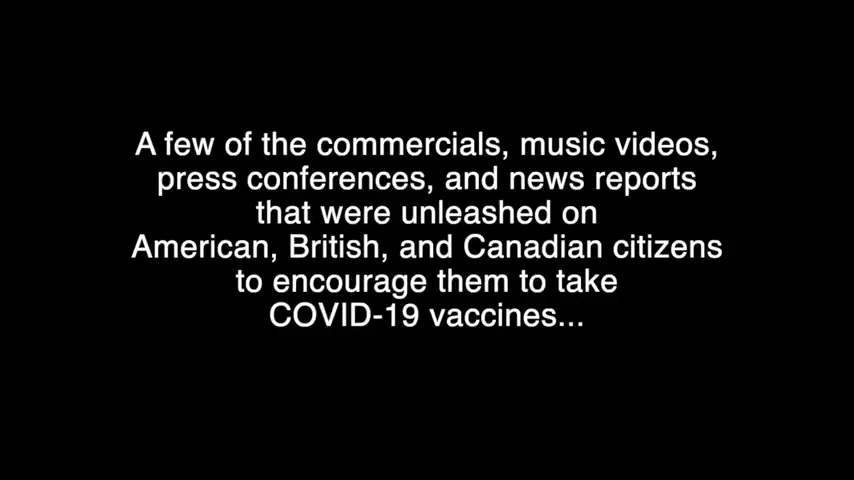 A few of the commercials, music videos,
press conferences, and news reports
that were unleashed on
American, British, and Canadian citizens
to encourage them to take
COVID-19 vaccines...